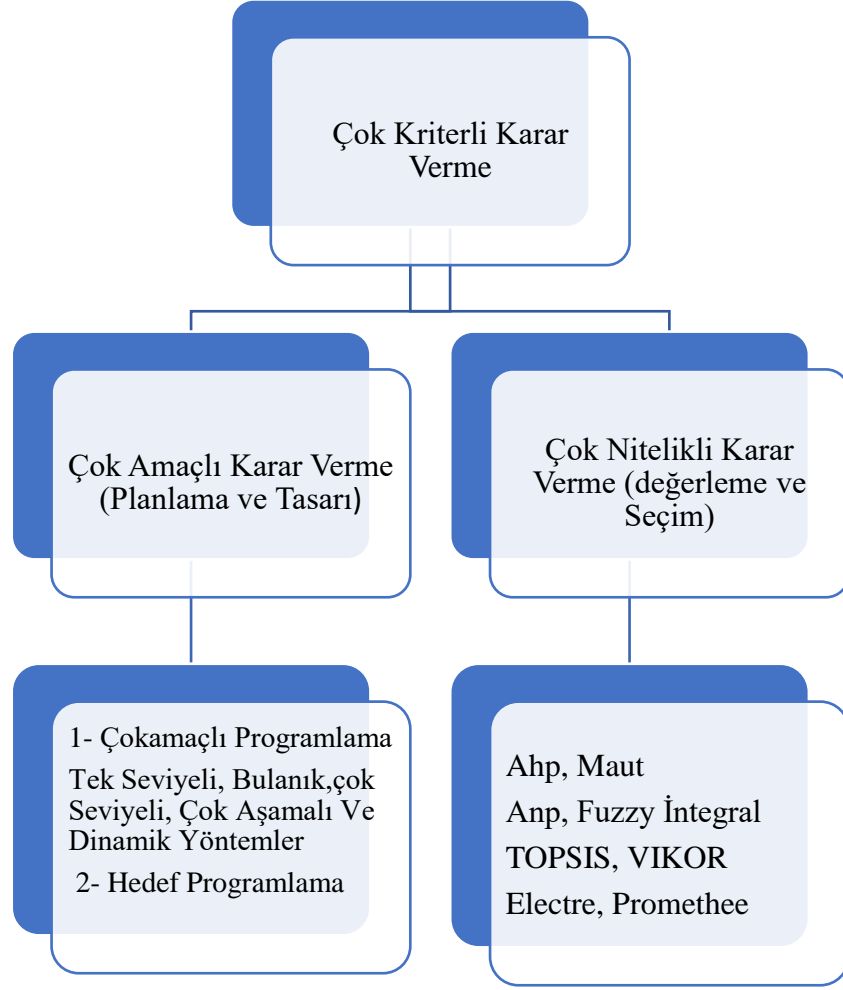 Çok Kriterli Karar
Verme
Çok Amaçlı Karar Verme
(Planlama ve Tasarı)
Çok Nitelikli Karar
Verme (değerleme ve
Seçim)
1- Çokamaçlı Programlama
Tek Seviyeli, Bulanık,çok
Seviyeli, Çok Aşamalı Ve
Dinamik Yöntemler
2- Hedef Programlama
Ahp, Maut
Anp, Fuzzy İntegral
TOPSIS, VIKOR
Electre, Promethee